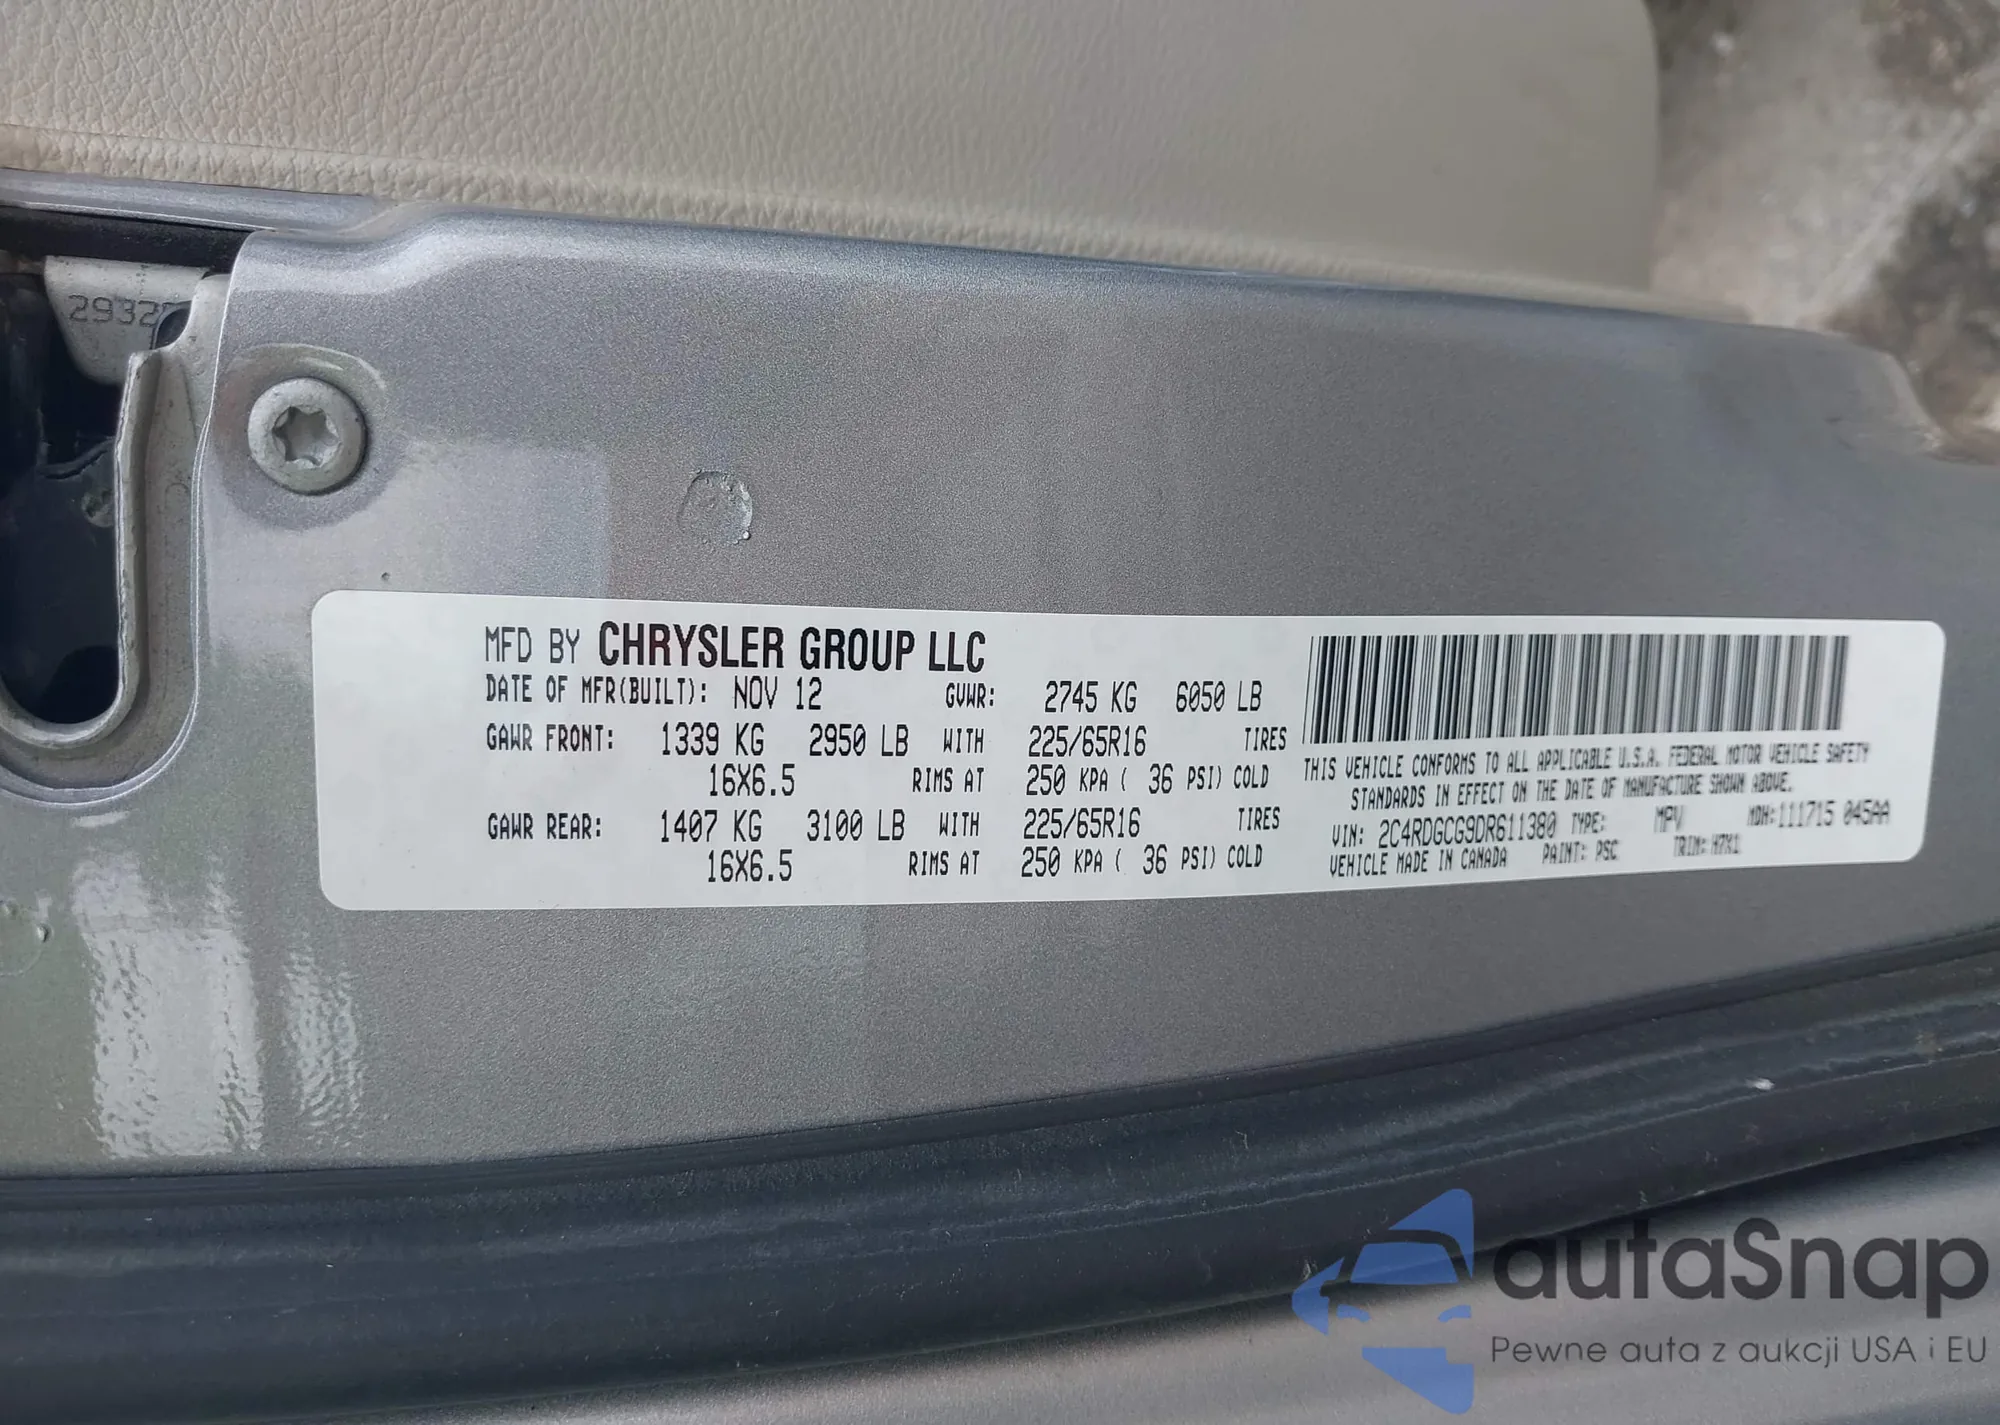 2932
MFD BY CHRYSLER GROUP LLC
DATE OF MFR(BUILT): NOV 12 GVWR: 2745 KG 6050 LB
GAWR FRONT: 1339 KG 2950 LB WITH 225/65R16 TIRES
16X6.5 RIMS AT 250 KPA ( 36 PSI) COLD
GAWR REAR: 1407 KG 3100 LB WITH 225/65R16 TIRES
16X6.5 RIMS AT 250 KPA ( 36 PSI) COLD
THIS VEHICLE CONFORMS TO ALL APPLICABLE U.S.A. FEDERAL MOTOR VEHICLE SAFETY
STANDARDS IN EFFECT ON THE DATE OF MANUFACTURE SHOWN ABOVE.
VIN: 2C4RDGCG9DR611380 TYPE: MPV MDH:111715 045AA
VEHICLE MADE IN CANADA PAINT: PSC TRIM:
autaSnap
Pewne auta z aukcji USA i EU